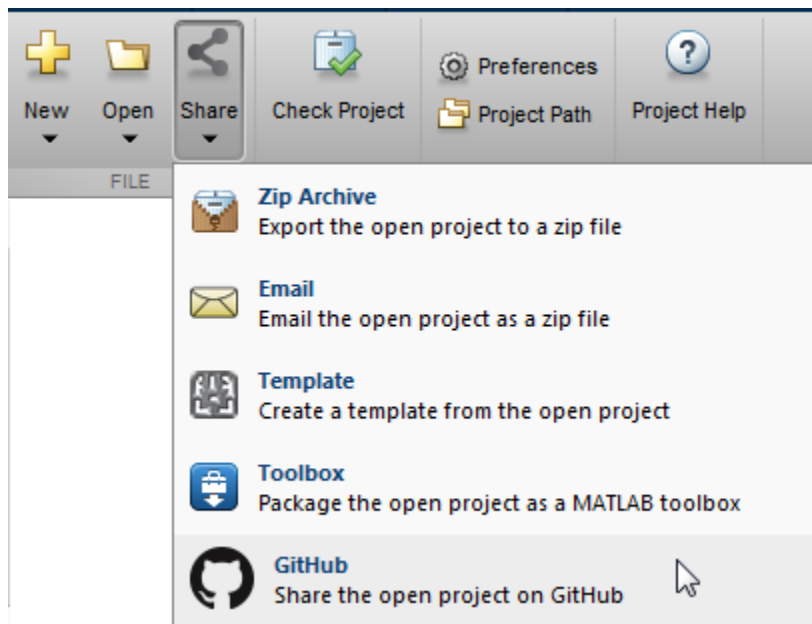 New
Open
Share
Check Project
Preferences
Project Path
Project Help
FILE
Zip Archive
Export the open project to a zip file
Email
Email the open project as a zip file
Template
Create a template from the open project
Toolbox
Package the open project as a MATLAB toolbox
GitHub
Share the open project on GitHub